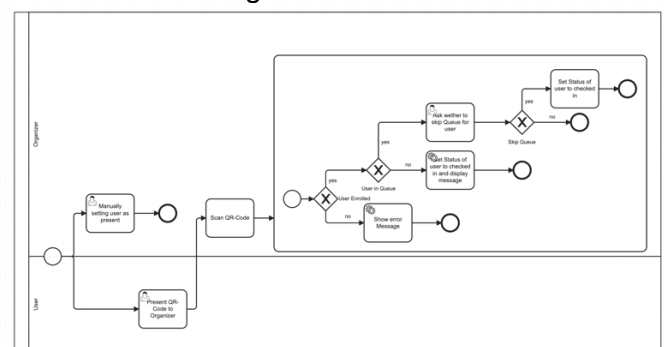 Organizer
User
Manually
setting user as
present
Present QR-
Code to
Organizer
Scan QR-Code
User Enrolled
yes
no
Show error
Message
User in Queue
yes
no
Set Status of
user to checked
in and display
message
Ask wether to
skip Queue for
user
Skip Queue
yes
no
Set Status of
user to checked
in